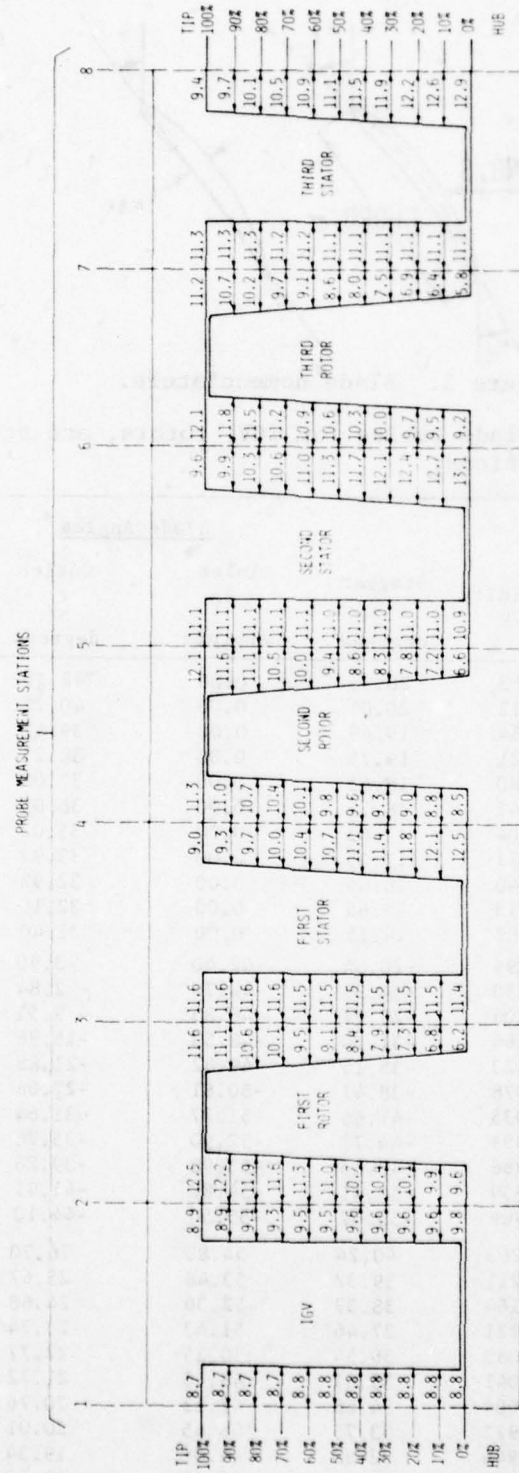 PROBE MEASUREMENT STATIONS
1 2 3 4 5 6 7 8
TIP TIP
100% 8.7 8.9 12.5 11.6 11.6 9.0 11.3 12.1 11.1 9.6 11.1 11.2 11.3 9.4 100%
90% 8.7 8.9 11.1 11.6 9.3 11.0 11.6 11.1 9.9 10.8 10.7 11.3 9.7 90%
80% 8.7 9.1 11.9 10.6 11.6 9.7 10.7 11.1 11.1 10.3 10.5 10.2 11.3 10.1 80%
70% 8.7 9.3 11.6 10.1 11.6 10.0 10.4 10.5 11.1 10.6 9.7 11.2 10.5 70%
60% 8.8 9.5 11.3 9.5 11.5 10.4 10.1 10.0 11.1 11.0 10.9 9.1 11.2 10.9 60%
50% 8.8 9.5 11.0 9.1 11.5 10.7 9.8 9.4 11.0 11.3 10.6 8.6 11.1 11.1 50%
40% 8.8 9.6 10.7 8.4 11.5 11.1 9.6 8.6 11.0 11.7 10.3 8.0 11.1 11.5 40%
30% 8.8 9.6 10.4 7.9 11.5 11.4 9.3 8.3 11.0 12.1 10.0 7.5 11.1 11.9 30%
20% 8.8 9.6 10.1 7.3 11.5 11.8 9.0 7.8 11.0 12.4 9.7 6.9 11.1 12.2 20%
10% 8.8 9.6 9.9 6.8 11.5 12.1 8.8 7.2 11.0 12.7 9.5 6.4 11.1 12.6 10%
0% 8.8 9.8 9.6 6.2 11.4 12.5 8.5 6.6 10.9 9.2 5.8 11.1 12.9 0%
HUB HUB
IGV
FIRST
ROTOR
FIRST
STATOR
SECOND
ROTOR
SECOND
STATOR
THIRD
ROTOR
THIRD
STATOR